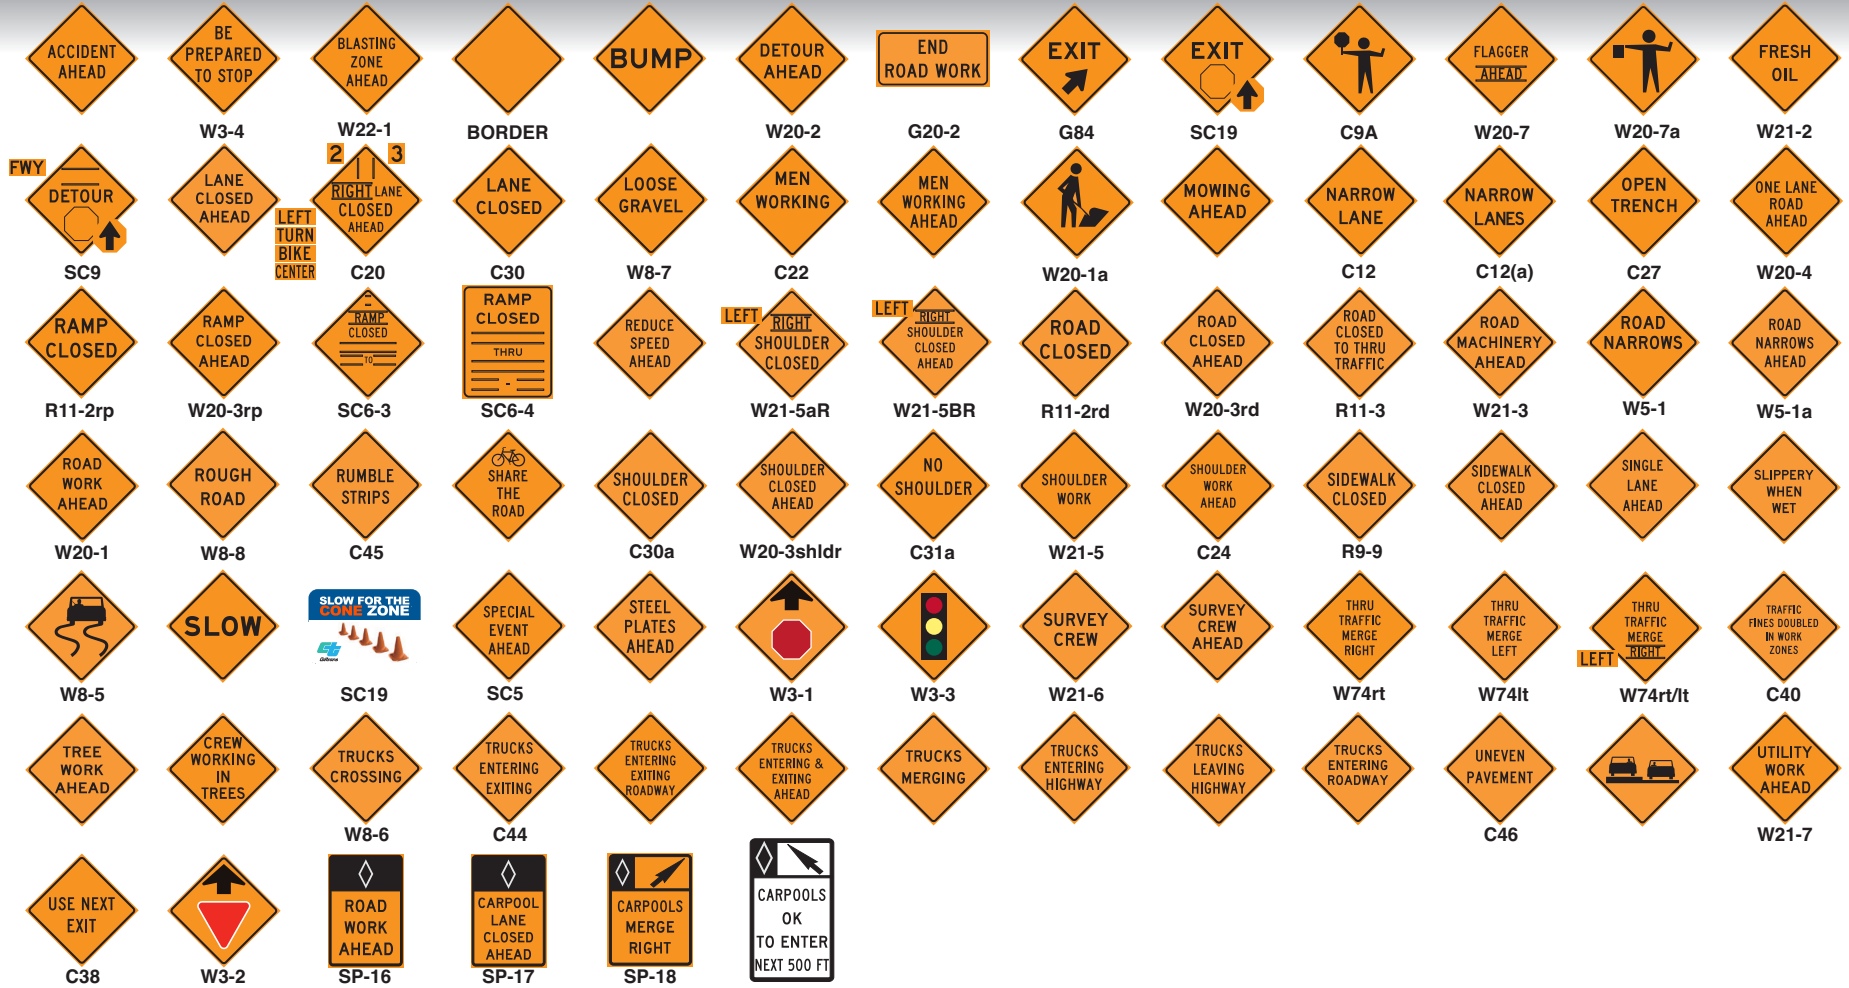 ACCIDENT
AHEAD
BE
PREPARED
TO STOP
W3-4
BLASTING
ZONE
AHEAD
W22-1
BORDER
BUMP
DETOUR
AHEAD
W20-2
END
ROAD WORK
G20-2
EXIT
G84
EXIT
SC19
C9A
FLAGGER
AHEAD
W20-7
W20-7a
FRESH
OIL
W21-2
FWY
DETOUR
SC9
LANE
CLOSED
AHEAD
2 3
RIGHT LANE
CLOSED
AHEAD
LEFT
TURN
BIKE
CENTER
C20
LANE
CLOSED
C30
LOOSE
GRAVEL
W8-7
MEN
WORKING
C22
MEN
WORKING
AHEAD
W20-1a
MOWING
AHEAD
NARROW
LANE
C12
NARROW
LANES
C12(a)
OPEN
TRENCH
C27
ONE LANE
ROAD
AHEAD
W20-4
RAMP
CLOSED
R11-2rp
RAMP
CLOSED
AHEAD
W20-3rp
RAMP
CLOSED
TO
SC6-3
RAMP
CLOSED
THRU
-
SC6-4
REDUCE
SPEED
AHEAD
LEFT
RIGHT
SHOULDER
CLOSED
W21-5aR
LEFT
RIGHT
SHOULDER
CLOSED
AHEAD
W21-5BR
ROAD
CLOSED
R11-2rd
ROAD
CLOSED
AHEAD
W20-3rd
ROAD
CLOSED
TO THRU
TRAFFIC
R11-3
ROAD
MACHINERY
AHEAD
W21-3
ROAD
NARROWS
W5-1
ROAD
NARROWS
AHEAD
W5-1a
ROAD
WORK
AHEAD
W20-1
ROUGH
ROAD
W8-8
RUMBLE
STRIPS
C45
SHARE
THE
ROAD
SHOULDER
CLOSED
C30a
SHOULDER
CLOSED
AHEAD
W20-3shldr
NO
SHOULDER
C31a
SHOULDER
WORK
W21-5
SHOULDER
WORK
AHEAD
C24
SIDEWALK
CLOSED
R9-9
SIDEWALK
CLOSED
AHEAD
SINGLE
LANE
AHEAD
SLIPPERY
WHEN
WET
W8-5
SLOW
SLOW FOR THE
CONE ZONE
Caltrans
SC19
SPECIAL
EVENT
AHEAD
SC5
STEEL
PLATES
AHEAD
W3-1
W3-3
SURVEY
CREW
W21-6
SURVEY
CREW
AHEAD
THRU
TRAFFIC
MERGE
RIGHT
W74rt
THRU
TRAFFIC
MERGE
LEFT
W74lt
THRU
TRAFFIC
MERGE
RIGHT
LEFT
W74rt/lt
TRAFFIC
FINES DOUBLED
IN WORK
ZONES
C40
TREE
WORK
AHEAD
CREW
WORKING
IN
TREES
TRUCKS
CROSSING
W8-6
TRUCKS
ENTERING
EXITING
C44
TRUCKS
ENTERING
EXITING
ROADWAY
TRUCKS
ENTERING &
EXITING
AHEAD
TRUCKS
MERGING
TRUCKS
ENTERING
HIGHWAY
TRUCKS
LEAVING
HIGHWAY
TRUCKS
ENTERING
ROADWAY
UNEVEN
PAVEMENT
C46
UTILITY
WORK
AHEAD
W21-7
USE NEXT
EXIT
C38
W3-2
ROAD
WORK
AHEAD
SP-16
CARPOOL
LANE
CLOSED
AHEAD
SP-17
CARPOOLS
MERGE
RIGHT
SP-18
CARPOOLS
OK
TO ENTER
NEXT 500 FT